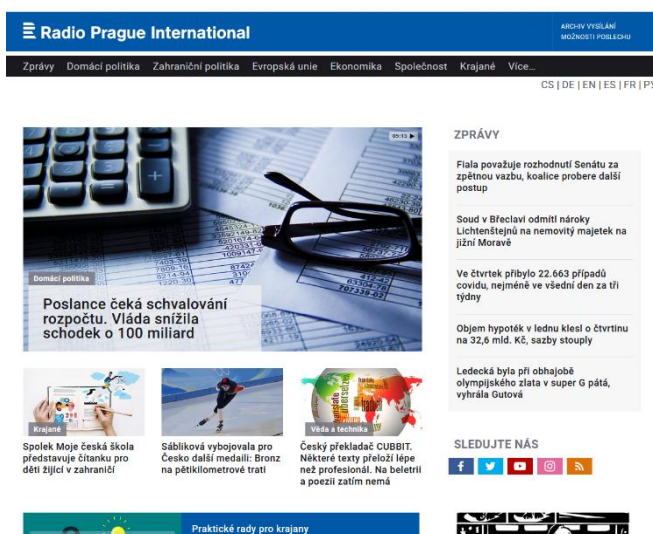 Radio Prague International
ARCHIV VYSÍLÁNÍ
MOŽNOSTI POSLECHU
Zprávy Domácí politika Zahraniční politika Evropská unie Ekonomika Společnost Krajané Více...
CS | DE | EN | ES | FR | РУ
05:13
Domácí politika
Poslance čeká schvalování
rozpočtu. Vláda snížila
schodek o 100 miliard
Krajané
Spolek Moje česká škola
představuje čítanku pro
děti žijící v zahraničí
Sáblíková vybojovala pro
Česko další medaili: Bronz
na pětikilometrové trati
Věda a technika
Český překladač CUBBIT.
Některé texty přeloží lépe
než profesionál. Na beletrii
a poezii zatím nemá
Praktické rady pro krajany
ZPRÁVY
Fiala považuje rozhodnutí Senátu za
zpětnou vazbu, koalice probere další
postup
Soud v Břeclavi odmítl nároky
Lichtenštejnů na nemovitý majetek na
jižní Moravě
Ve čtvrtek přibylo 22.663 případů
covidu, nejméně ve všední den za tři
týdny
Objem hypoték v lednu klesl o čtvrtinu
na 32,6 mld. Kč, sazby stouply
Ledecká byla při obhajobě
olympijského zlata v super G pátá,
vyhrála Gutová
SLEDUJTE NÁS